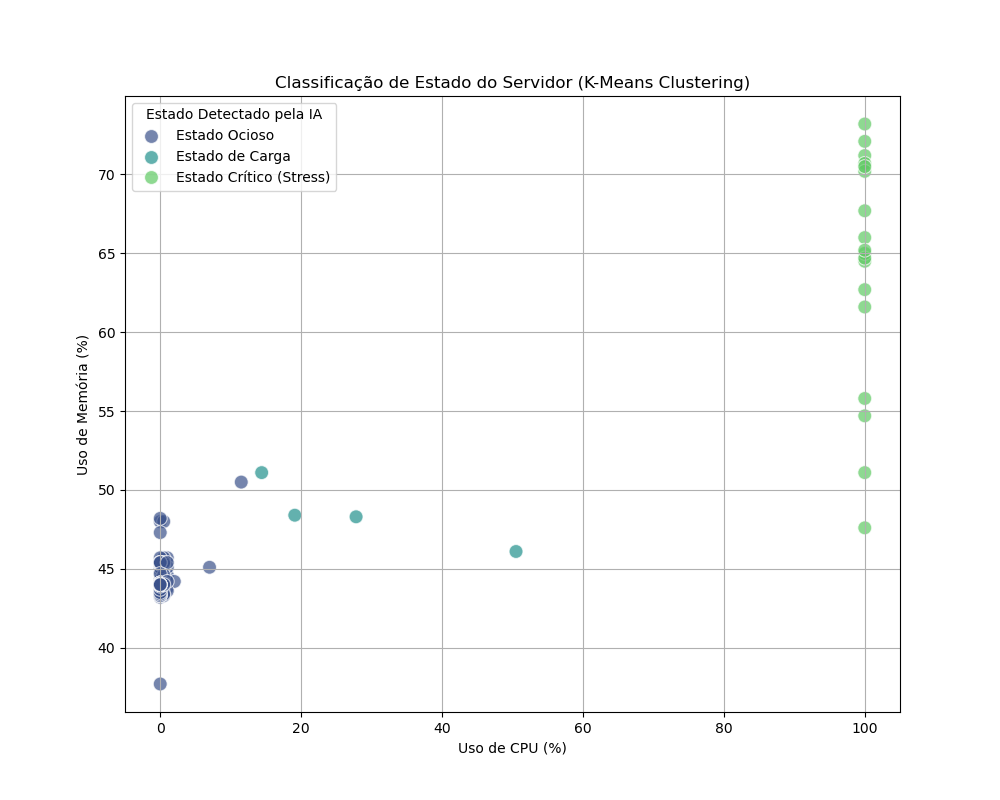 Classificação de Estado do Servidor (K-Means Clustering)
Estado Detectado pela IA
Estado Ocioso
Estado de Carga
Estado Crítico (Stress)
Uso de Memória (%)
70
65
60
55
50
45
40
0 20 40 60 80 100
Uso de CPU (%)